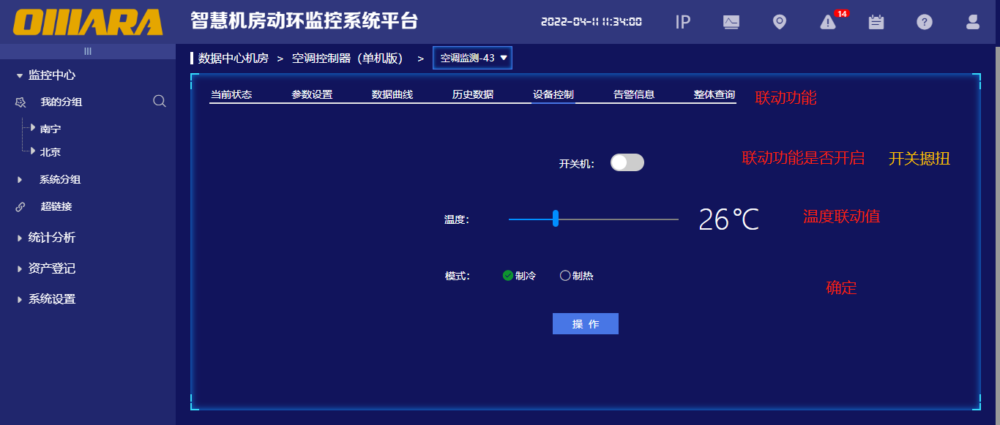 OMARA
智慧机房动环监控系统平台
2022-04-11 11:34:00
IP
14
?
监控中心
我的分组
南宁
北京
系统分组
超链接
统计分析
资产登记
系统设置
数据中心机房 > 空调控制器（单机版） > 空调监测-43
当前状态 参数设置 数据曲线 历史数据 设备控制 告警信息 整体查询 联动功能
开关机: 联动功能是否开启 开关摁扭
温度: 26℃ 温度联动值
模式: 制冷 制热
确定
操 作